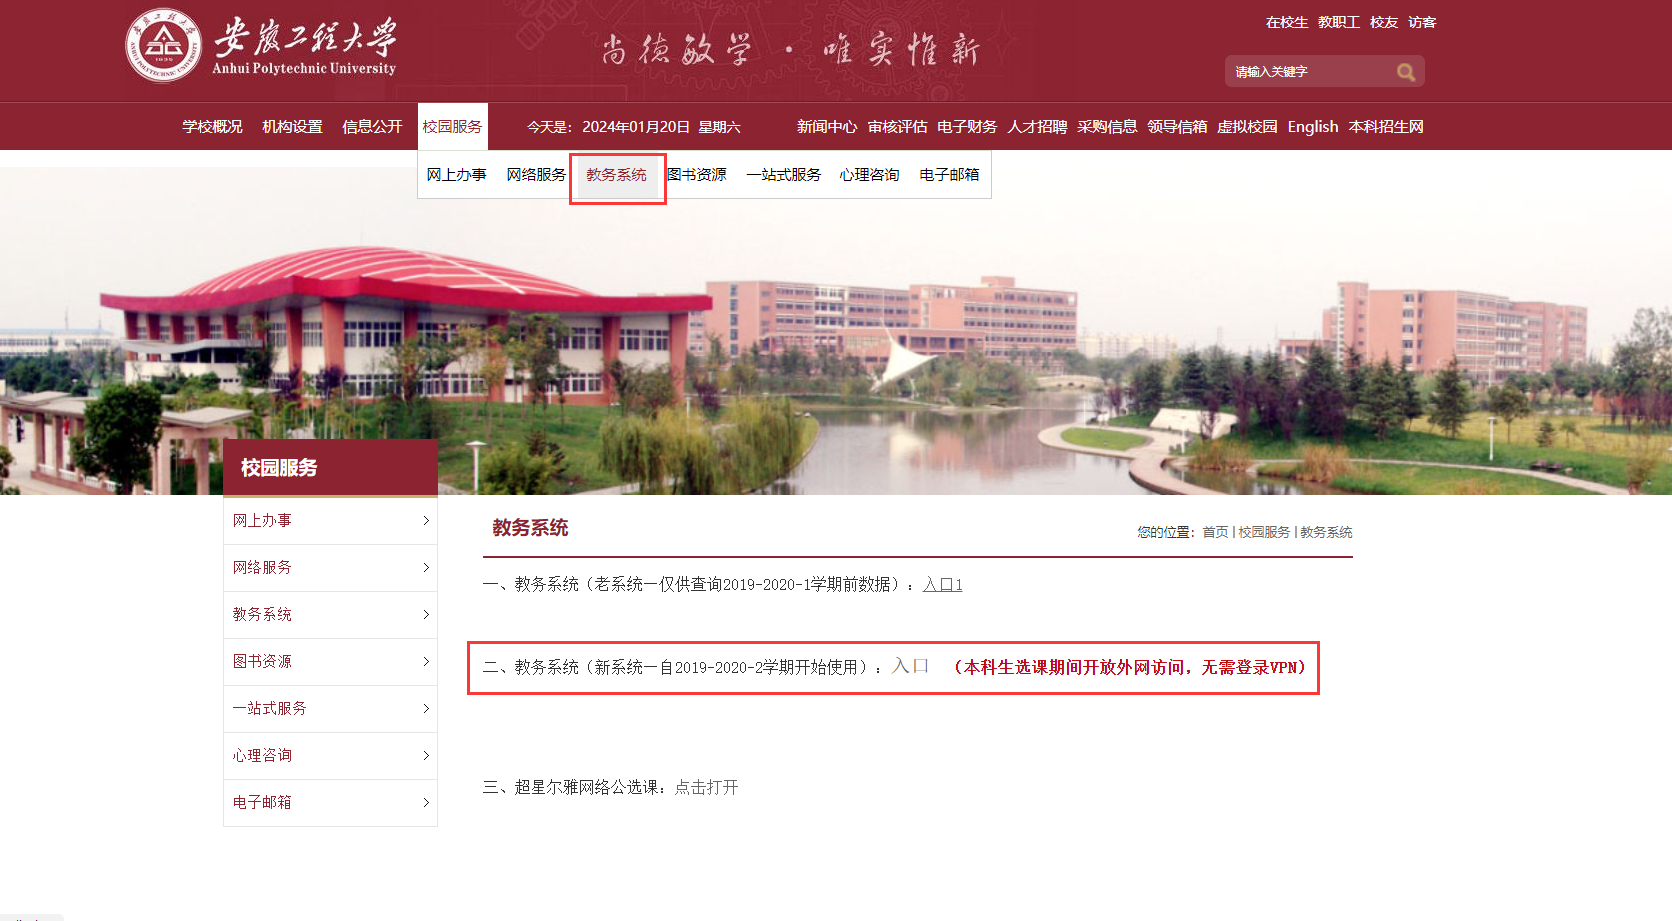 安徽工程大学
Anhui Polytechnic University
尚德敏学 · 唯实惟新
在校生 教职工 校友 访客
请输入关键字
学校概况 机构设置 信息公开 校园服务 今天是: 2024年01月20日 星期六 新闻中心 审核评估 电子财务 人才招聘 采购信息 领导信箱 虚拟校园 English 本科招生网
网上办事 网络服务 教务系统 图书资源 一站式服务 心理咨询 电子邮箱
校园服务
网上办事
网络服务
教务系统
图书资源
一站式服务
心理咨询
电子邮箱
教务系统
您的位置: 首页 | 校园服务 | 教务系统
一、教务系统（老系统—仅供查询2019-2020-1学期前数据）: 入口1
二、教务系统（新系统—自2019-2020-2学期开始使用）: 入口 （本科生选课期间开放外网访问，无需登录VPN）
三、超星尔雅网络公选课: 点击打开